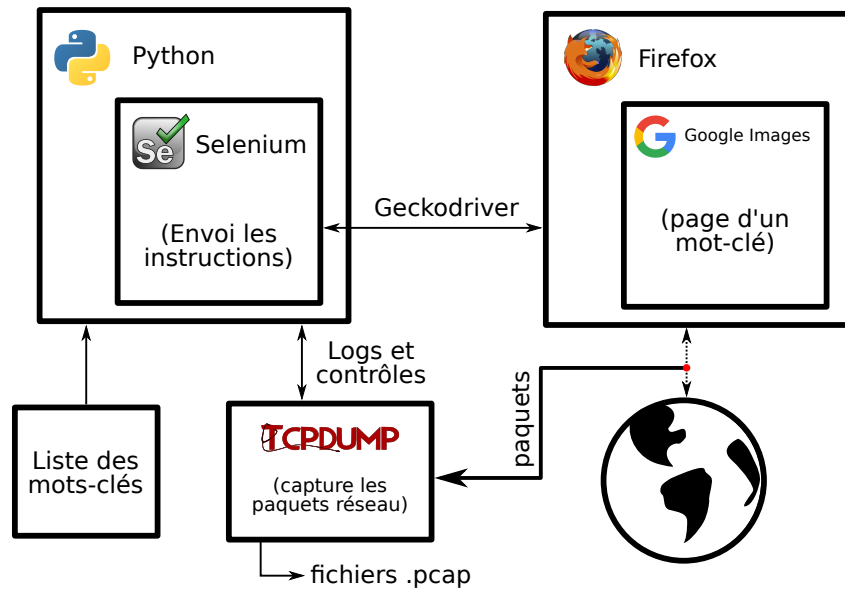 Python
Se
Selenium
(Envoi les
instructions)
Geckodriver
Firefox
Google Images
(page d'un
mot-clé)
Logs et
contrôles
paquets
Liste des
mots-clés
TCPDUMP
(capture les
paquets réseau)
fichiers .pcap